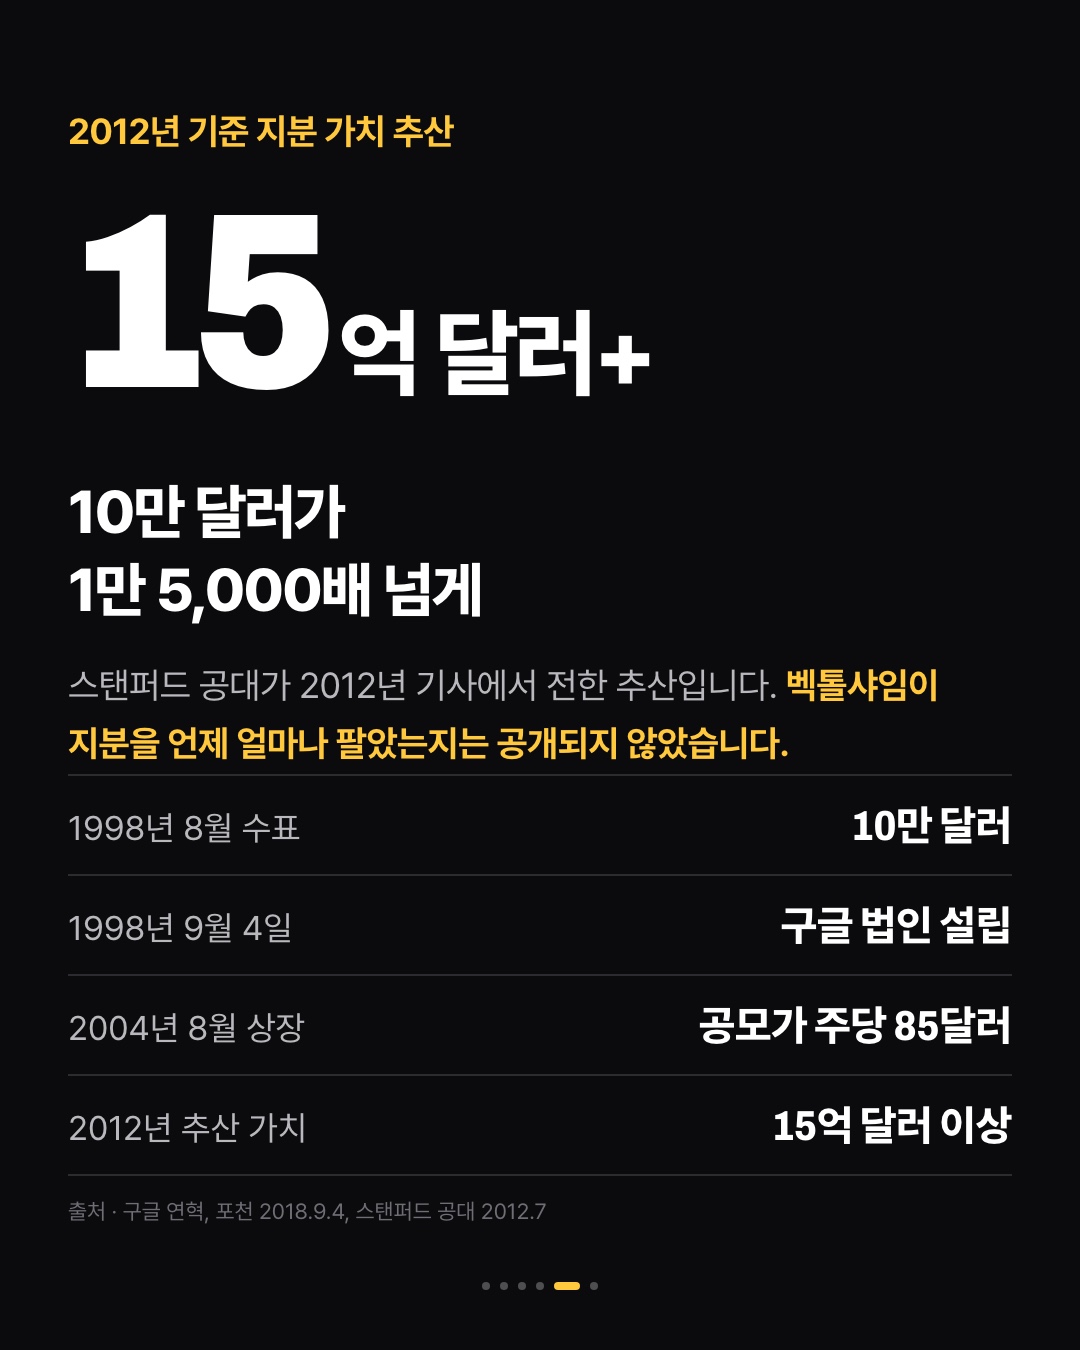 2012년 기준 지분 가치 추산
15억 달러+
10만 달러가
1만 5,000배 넘게
스탠퍼드 공대가 2012년 기사에서 전한 추산입니다. 벡톨샤임이
지분을 언제 얼마나 팔았는지는 공개되지 않았습니다.
1998년 8월 수표 10만 달러
1998년 9월 4일 구글 법인 설립
2004년 8월 상장 공모가 주당 85달러
2012년 추산 가치 15억 달러 이상
출처 · 구글 연혁, 포천 2018.9.4, 스탠퍼드 공대 2012.7